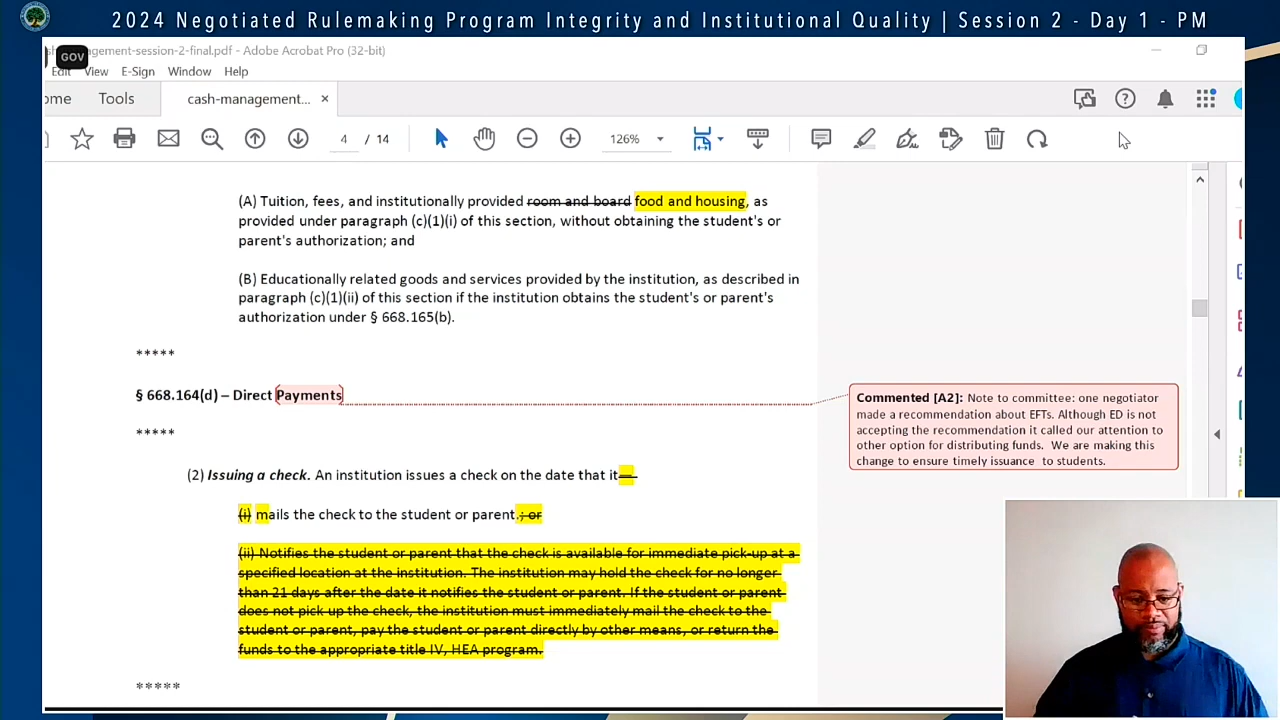 2024 Negotiated Rulemaking Program Integrity and Institutional Quality | Session 2 - Day 1 - PM
GOV
agement-session-2-final.pdf - Adobe Acrobat Pro (32-bit)
Edit View E-Sign Window Help
ome Tools cash-management... ×
4 / 14 126%
(A) Tuition, fees, and institutionally provided room and board food and housing, as
provided under paragraph (c)(1)(i) of this section, without obtaining the student's or
parent's authorization; and
(B) Educationally related goods and services provided by the institution, as described in
paragraph (c)(1)(ii) of this section if the institution obtains the student's or parent's
authorization under § 668.165(b).
*****
§ 668.164(d) – Direct Payments
*****
(2) Issuing a check. An institution issues a check on the date that it—
(i) mails the check to the student or parent.; or
(ii) Notifies the student or parent that the check is available for immediate pick-up at a
specified location at the institution. The institution may hold the check for no longer
than 21 days after the date it notifies the student or parent. If the student or parent
does not pick up the check, the institution must immediately mail the check to the
student or parent, pay the student or parent directly by other means, or return the
funds to the appropriate title IV, HEA program.
*****
Commented [A2]: Note to committee: one negotiator
made a recommendation about EFTs. Although ED is not
accepting the recommendation it called our attention to
other option for distributing funds. We are making this
change to ensure timely issuance to students.